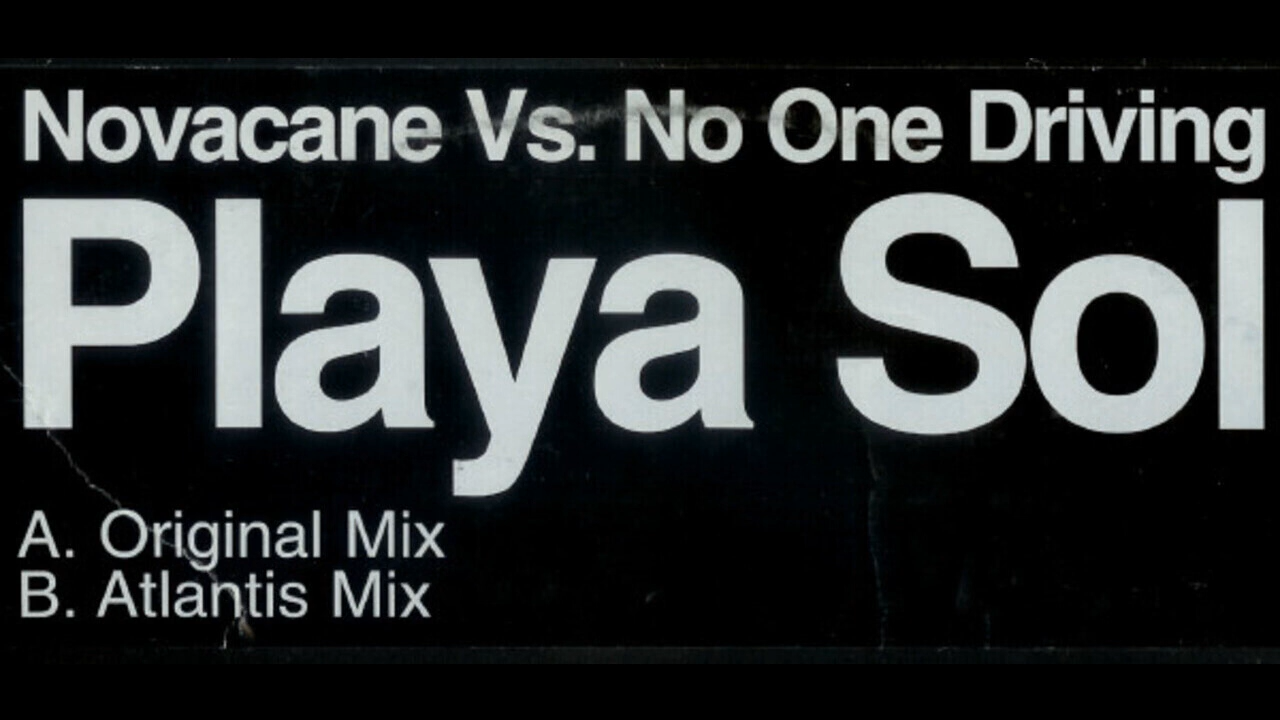 Novacane Vs. No One Driving
Playa Sol
A. Original Mix
B. Atlantis Mix